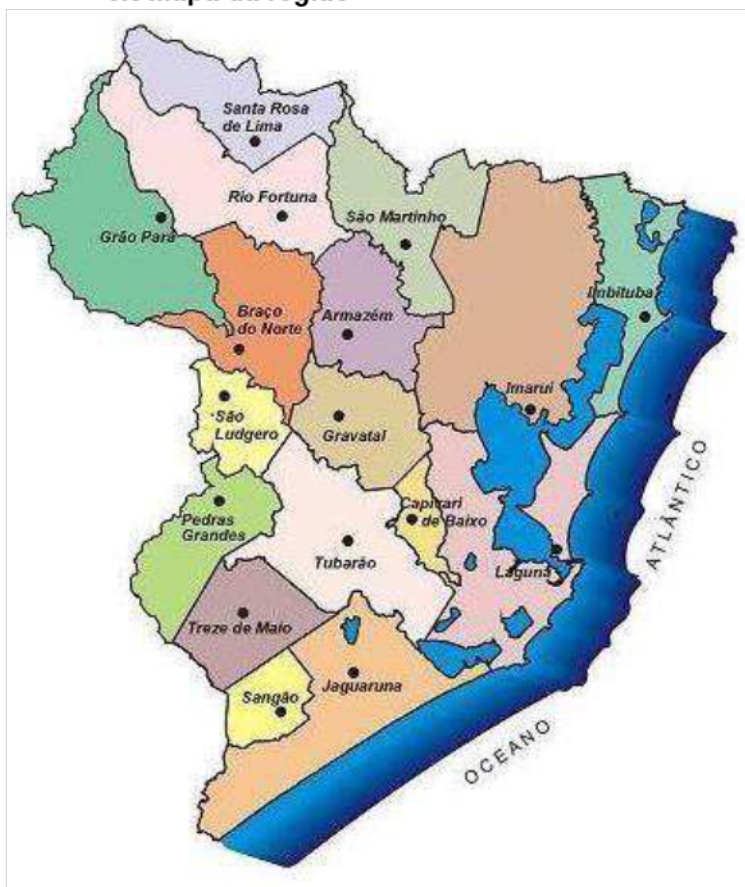 Santa Rosa
de Lima
Rio Fortuna
São Martinho
Grão Pará
Imbituba
Braço
do Norte
Armazém
Imaruí
São
Ludgero
Gravatal
Capivari
de Baixo
Pedras
Grandes
Tubarão
Laguna
Treze de Maio
Jaguaruna
Sangão
OCEANO
ATLÂNTICO